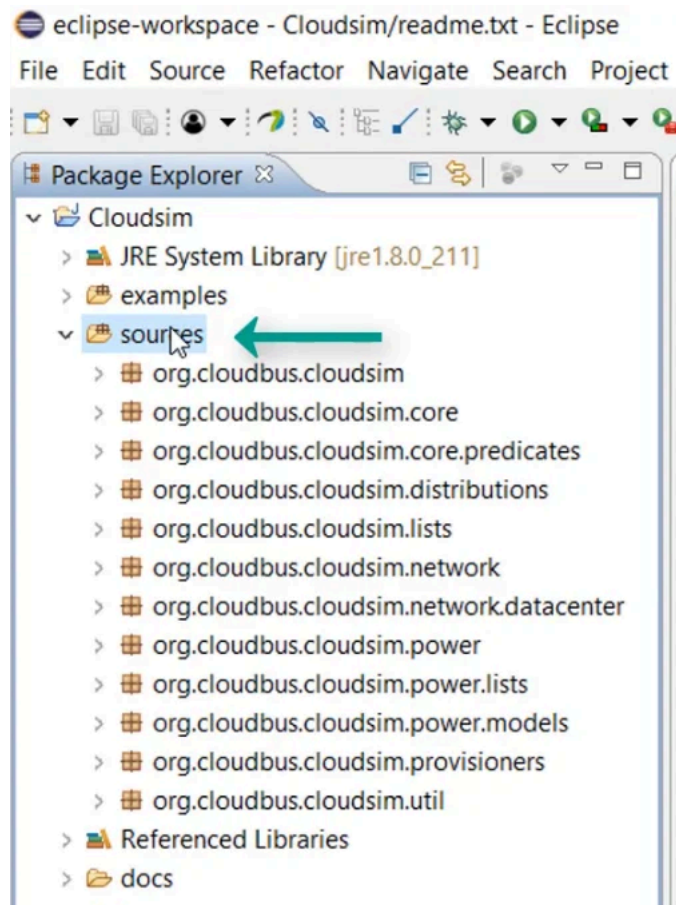 eclipse-workspace - Cloudsim/readme.txt - Eclipse
File Edit Source Refactor Navigate Search Project
Package Explorer
Cloudsim
JRE System Library [jre1.8.0_211]
examples
sources
org.cloudbus.cloudsim
org.cloudbus.cloudsim.core
org.cloudbus.cloudsim.core.predicates
org.cloudbus.cloudsim.distributions
org.cloudbus.cloudsim.lists
org.cloudbus.cloudsim.network
org.cloudbus.cloudsim.network.datacenter
org.cloudbus.cloudsim.power
org.cloudbus.cloudsim.power.lists
org.cloudbus.cloudsim.power.models
org.cloudbus.cloudsim.provisioners
org.cloudbus.cloudsim.util
Referenced Libraries
docs